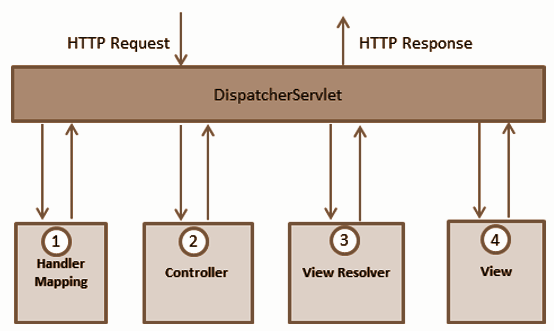 HTTP Request
HTTP Response
DispatcherServlet
1
Handler
Mapping
2
Controller
3
View Resolver
4
View